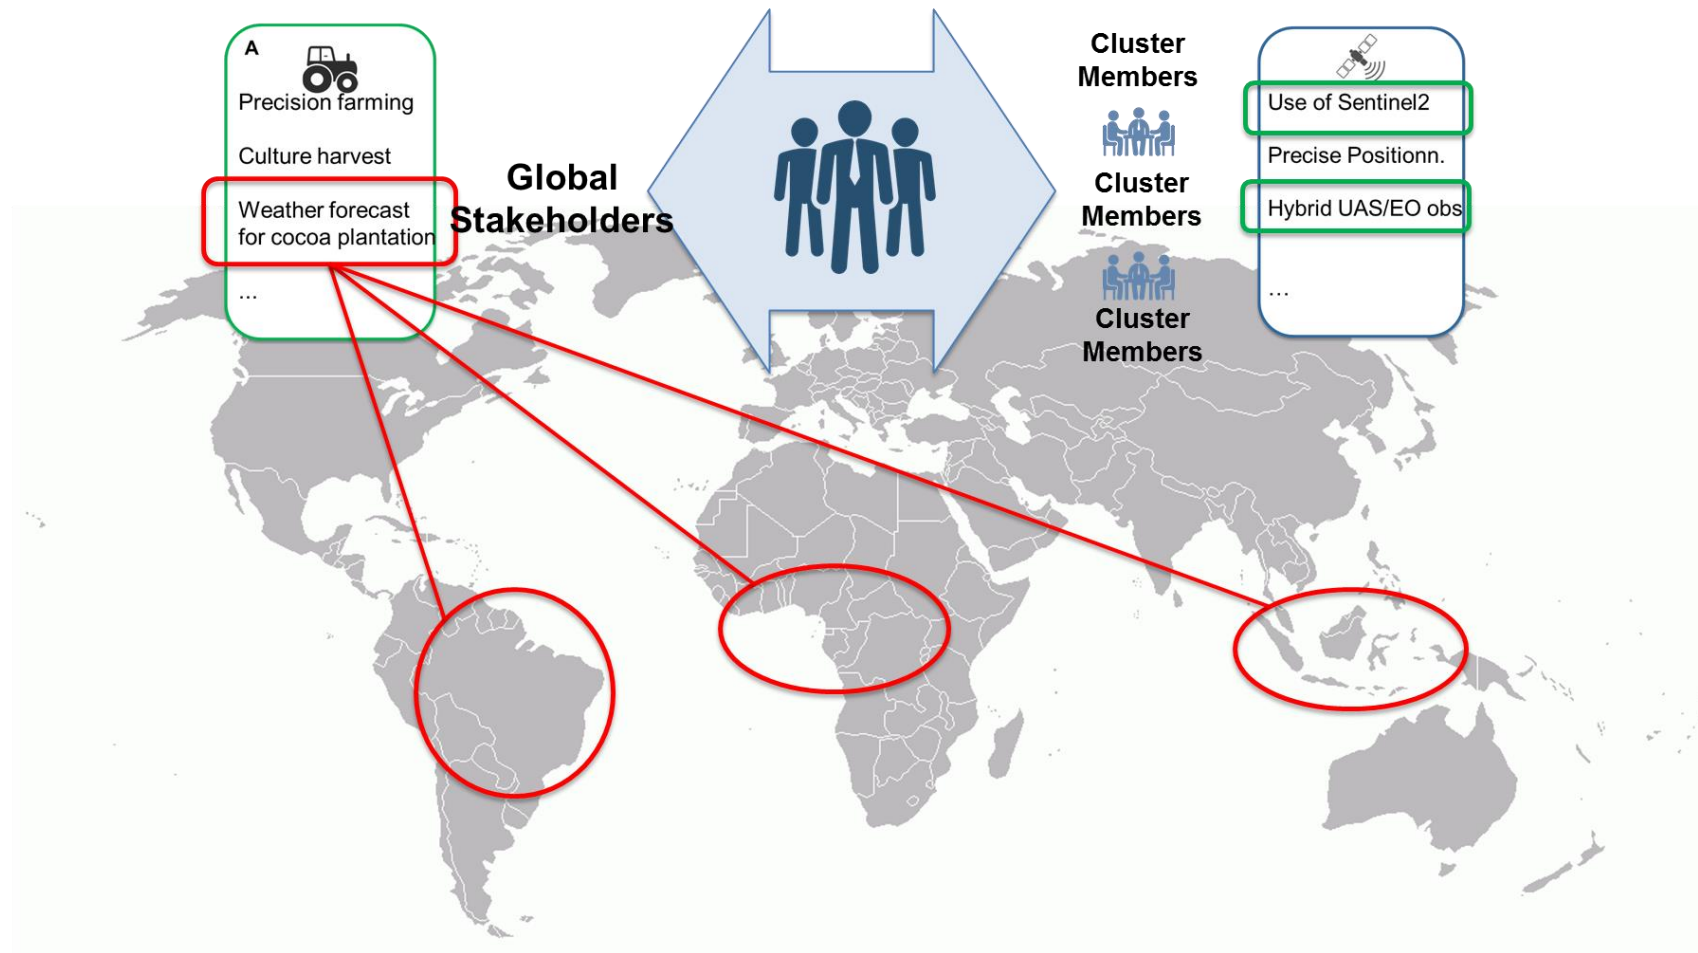 A
Precision farming
Culture harvest
Weather forecast
for cocoa plantation
...
Global
Stakeholders
Cluster
Members
Cluster
Members
Cluster
Members
Use of Sentinel2
Precise Positionn.
Hybrid UAS/EO obs
...